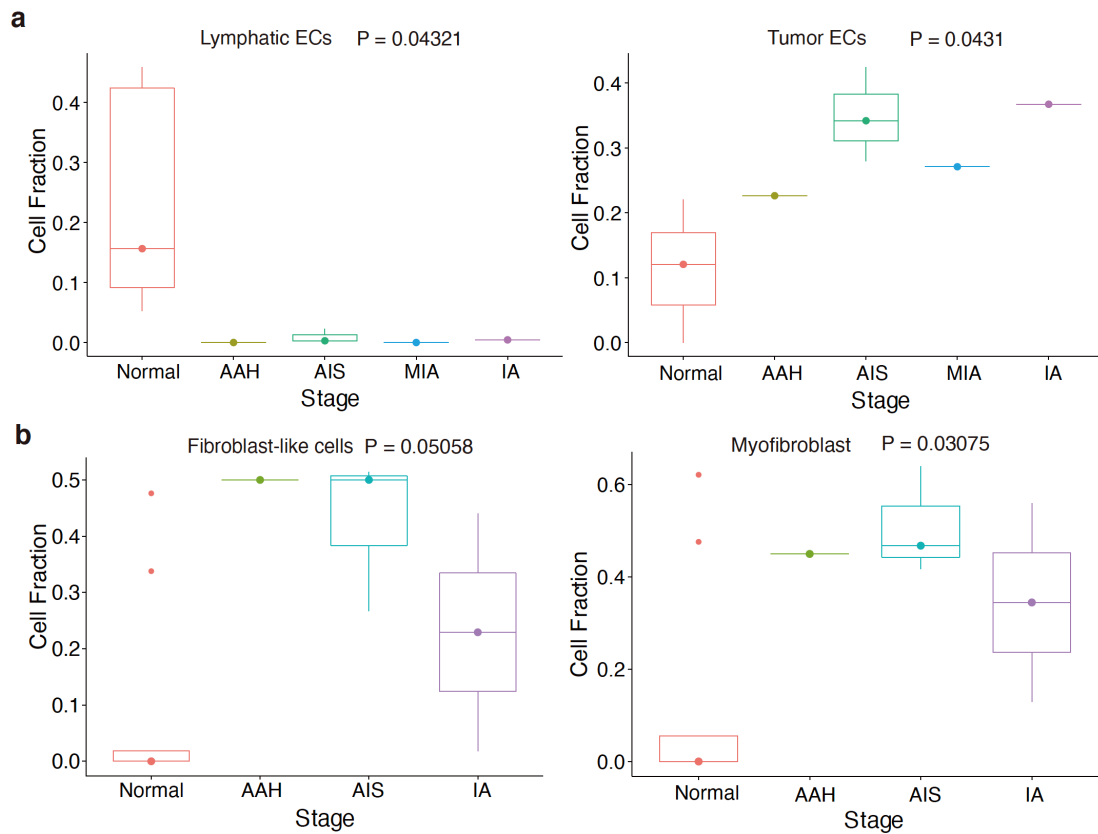 a
Lymphatic ECs P = 0.04321
Cell Fraction
0.4
0.3
0.2
0.1
0.0
Normal AAH AIS MIA IA
Stage
Tumor ECs P = 0.0431
Cell Fraction
0.4
0.3
0.2
0.1
0.0
Normal AAH AIS MIA IA
Stage
b
Fibroblast-like cells P = 0.05058
Cell Fraction
0.5
0.4
0.3
0.2
0.1
0.0
Normal AAH AIS IA
Stage
Myofibroblast P = 0.03075
Cell Fraction
0.6
0.4
0.2
0.0
Normal AAH AIS IA
Stage